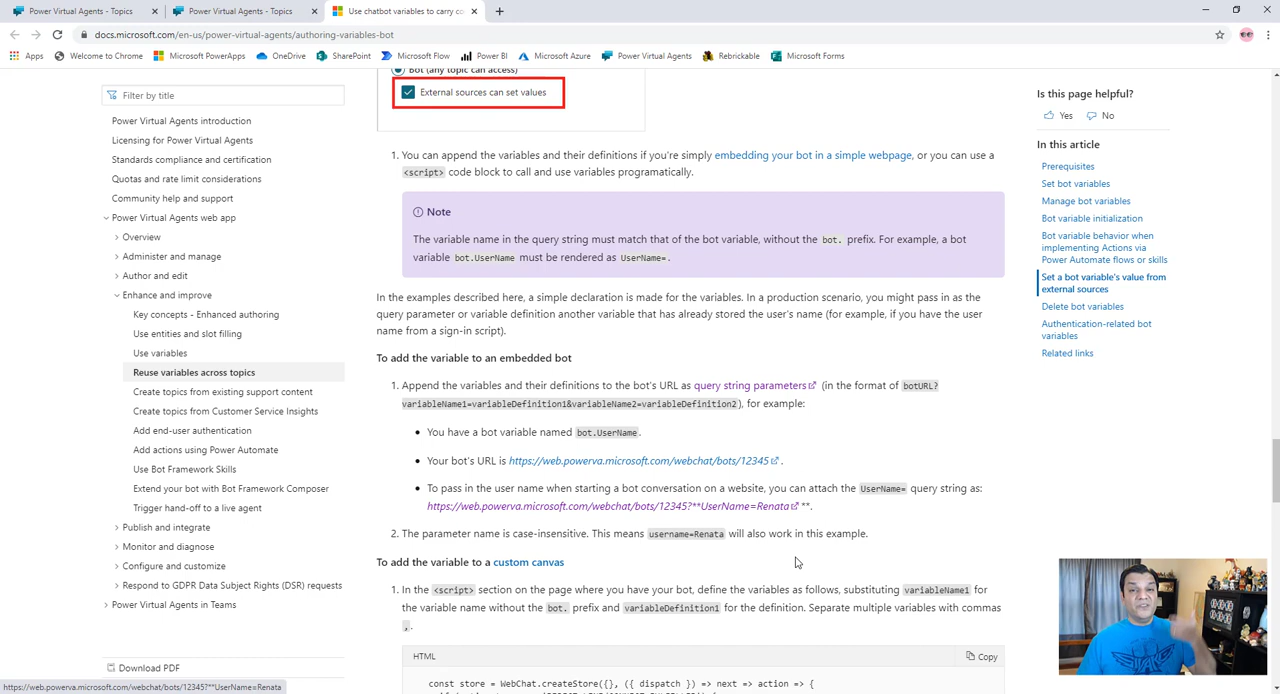 Power Virtual Agents - Topics
Power Virtual Agents - Topics
Use chatbot variables to carry co
docs.microsoft.com/en-us/power-virtual-agents/authoring-variables-bot
Apps
Welcome to Chrome
Microsoft PowerApps
OneDrive
SharePoint
Microsoft Flow
Power BI
Microsoft Azure
Power Virtual Agents
Rebrickable
Microsoft Forms
Filter by title
Power Virtual Agents introduction
Licensing for Power Virtual Agents
Standards compliance and certification
Quotas and rate limit considerations
Community help and support
Power Virtual Agents web app
Overview
Administer and manage
Author and edit
Enhance and improve
Key concepts - Enhanced authoring
Use entities and slot filling
Use variables
Reuse variables across topics
Create topics from existing support content
Create topics from Customer Service Insights
Add end-user authentication
Add actions using Power Automate
Use Bot Framework Skills
Extend your bot with Bot Framework Composer
Trigger hand-off to a live agent
Publish and integrate
Monitor and diagnose
Configure and customize
Respond to GDPR Data Subject Rights (DSR) requests
Power Virtual Agents in Teams
Download PDF
https://web.powerva.microsoft.com/webchat/bots/12345?**UserName=Renata
Bot (any topic can access)
External sources can set values
1. You can append the variables and their definitions if you're simply embedding your bot in a simple webpage, or you can use a
<script> code block to call and use variables programatically.
Note
The variable name in the query string must match that of the bot variable, without the bot. prefix. For example, a bot
variable bot.UserName must be rendered as UserName=.
In the examples described here, a simple declaration is made for the variables. In a production scenario, you might pass in as the
query parameter or variable definition another variable that has already stored the user's name (for example, if you have the user
name from a sign-in script).
To add the variable to an embedded bot
1. Append the variables and their definitions to the bot's URL as query string parameters (in the format of botURL?
variableName1=variableDefinition1&variableName2=variableDefinition2), for example:
• You have a bot variable named bot.UserName.
• Your bot's URL is https://web.powerva.microsoft.com/webchat/bots/12345 .
• To pass in the user name when starting a bot conversation on a website, you can attach the UserName= query string as:
https://web.powerva.microsoft.com/webchat/bots/12345?**UserName=Renata **.
2. The parameter name is case-insensitive. This means username=Renata will also work in this example.
To add the variable to a custom canvas
1. In the <script> section on the page where you have your bot, define the variables as follows, substituting variableName1 for
the variable name without the bot. prefix and variableDefinition1 for the definition. Separate multiple variables with commas
, .
HTML
Copy
const store = WebChat.createStore({}, ({ dispatch }) => next => action => {
Is this page helpful?
Yes
No
In this article
Prerequisites
Set bot variables
Manage bot variables
Bot variable initialization
Bot variable behavior when
implementing Actions via
Power Automate flows or skills
Set a bot variable's value from
external sources
Delete bot variables
Authentication-related bot
variables
Related links